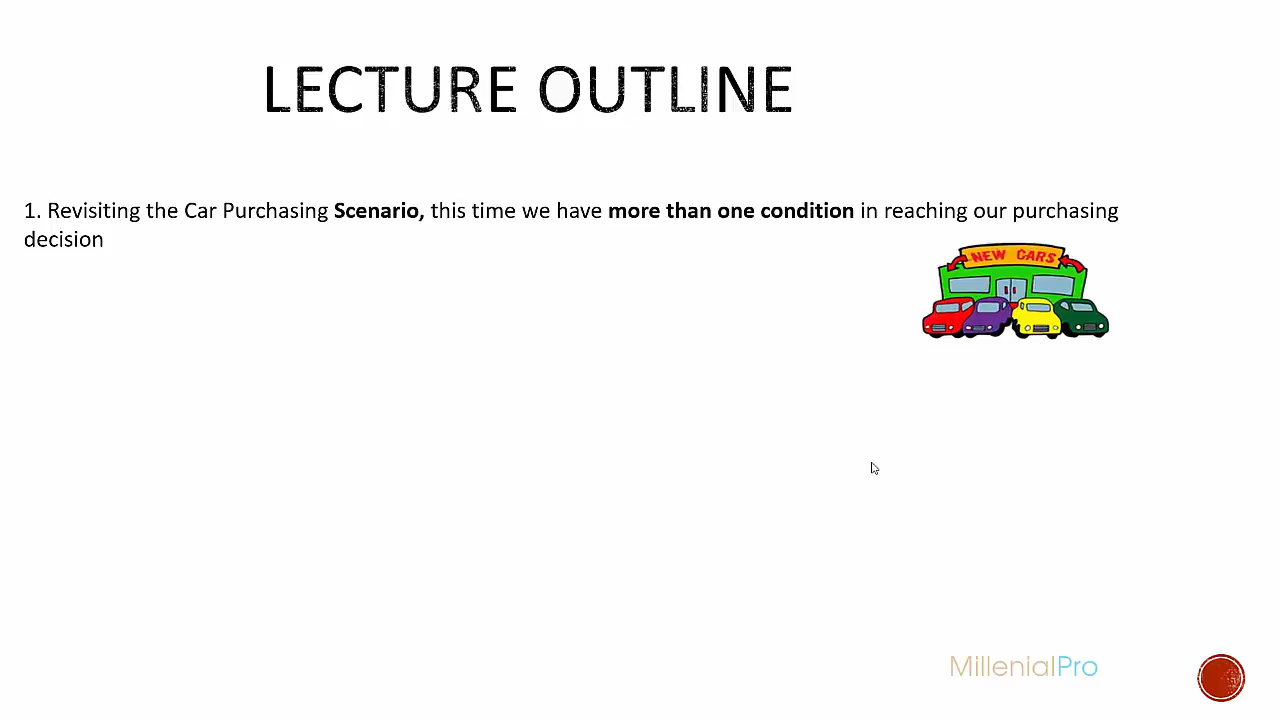 LECTURE OUTLINE
1. Revisiting the Car Purchasing Scenario, this time we have more than one condition in reaching our purchasing
decision
NEW CARS
MillenialPro